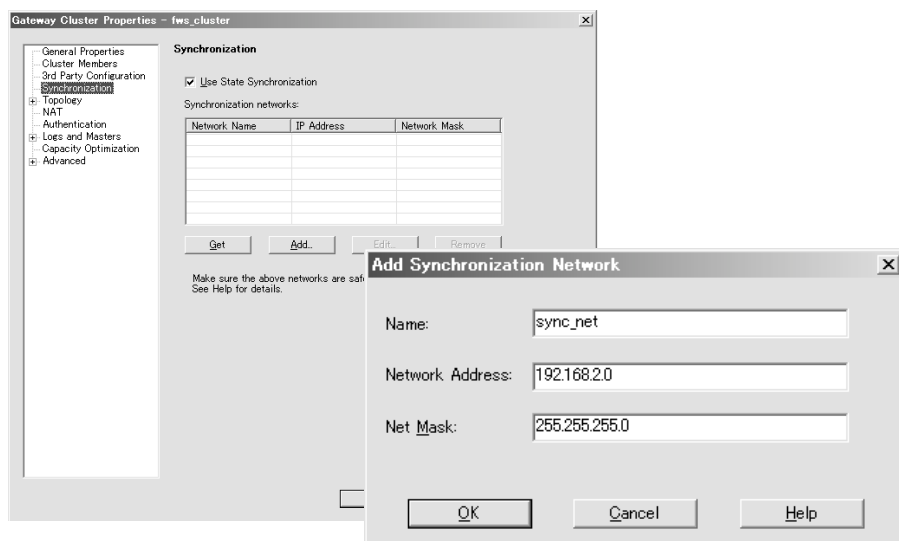 Gateway Cluster Properties - fws_cluster
General Properties
Cluster Members
3rd Party Configuration
Synchronization
Topology
NAT
Authentication
Logs and Masters
Capacity Optimization
Advanced
Synchronization
Use State Synchronization
Synchronization networks:
Network Name IP Address Network Mask
Get Add... Edit... Remove
Make sure the above networks are safe
See Help for details.
Add Synchronization Network
Name: sync_net
Network Address: 192.168.2.0
Net Mask: 255.255.255.0
OK Cancel Help